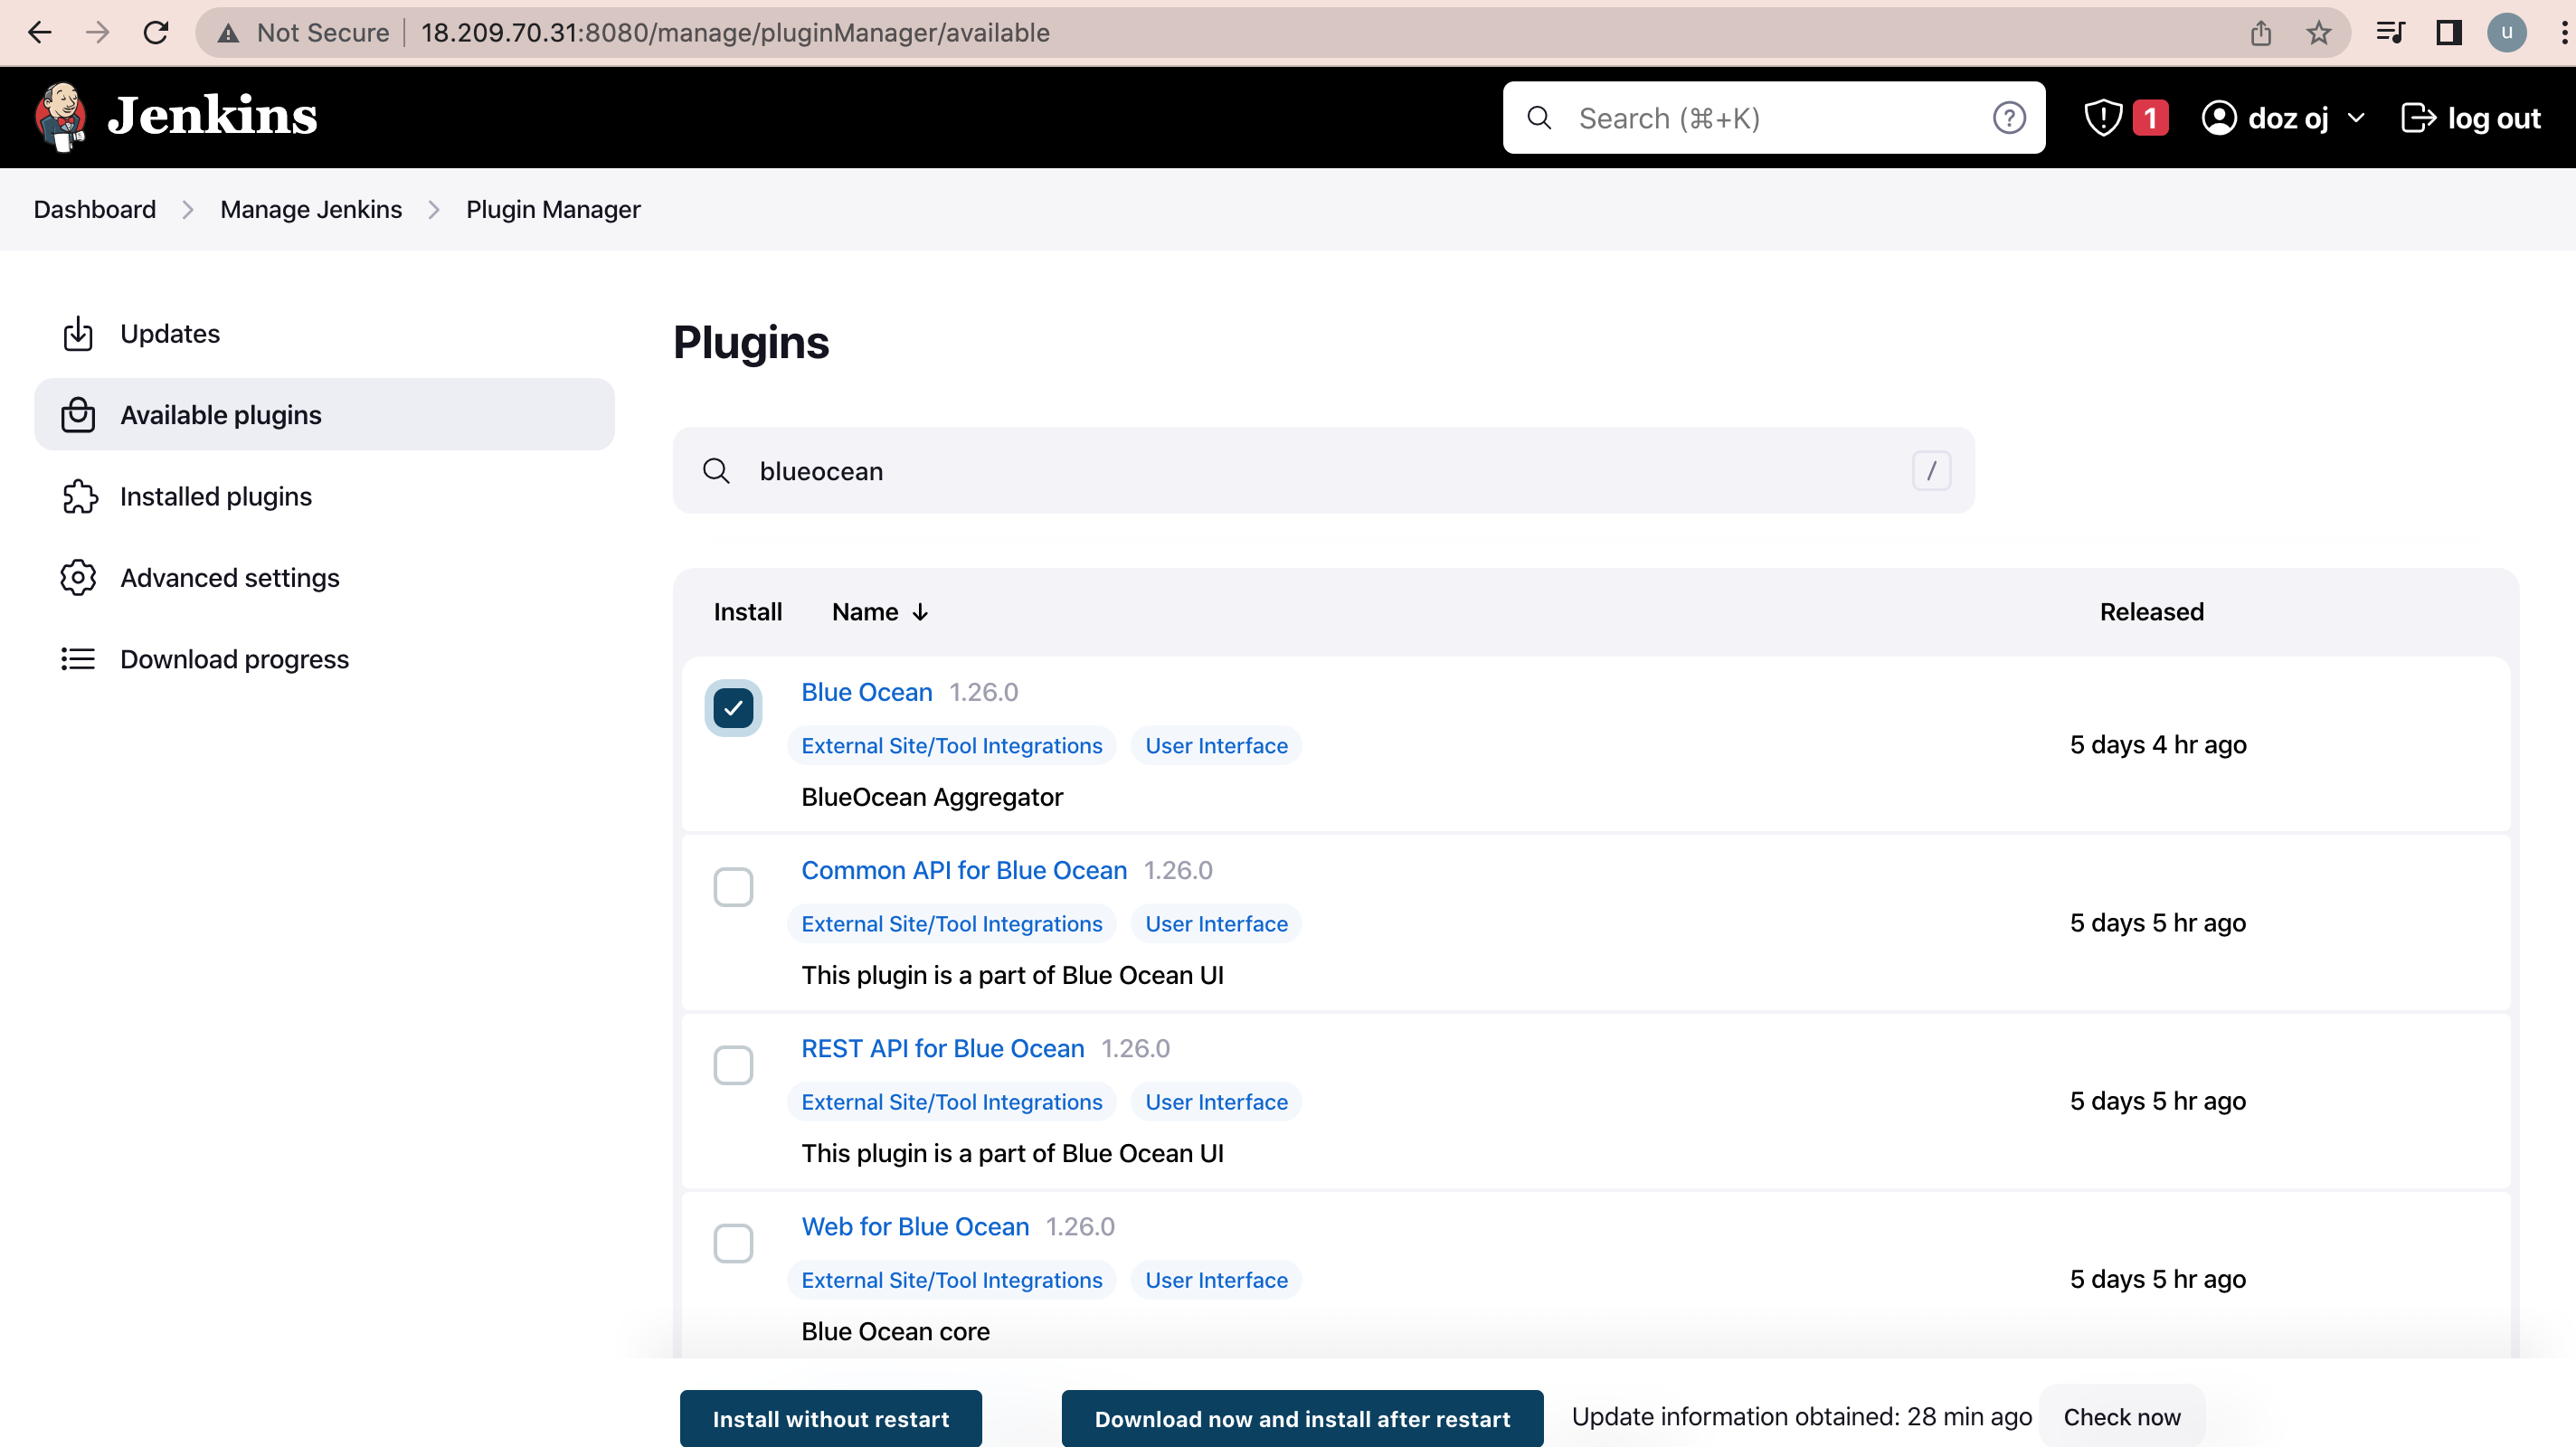 Not Secure 18.209.70.31:8080/manage/pluginManager/available u
Jenkins Search (⌘+K) ? 1 doz oj log out
Dashboard Manage Jenkins Plugin Manager
Updates
Available plugins
Installed plugins
Advanced settings
Download progress
Plugins
blueocean /
Install Name ↓ Released
Blue Ocean 1.26.0
External Site/Tool Integrations User Interface
BlueOcean Aggregator
5 days 4 hr ago
Common API for Blue Ocean 1.26.0
External Site/Tool Integrations User Interface
This plugin is a part of Blue Ocean UI
5 days 5 hr ago
REST API for Blue Ocean 1.26.0
External Site/Tool Integrations User Interface
This plugin is a part of Blue Ocean UI
5 days 5 hr ago
Web for Blue Ocean 1.26.0
External Site/Tool Integrations User Interface
Blue Ocean core
5 days 5 hr ago
Install without restart Download now and install after restart Update information obtained: 28 min ago Check now